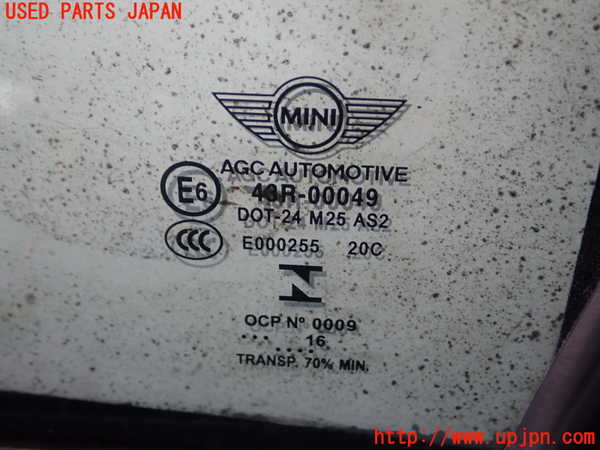 USED PARTS JAPAN
MINI
AGC AUTOMOTIVE
E6 43R-00049
DOT-24 M25 AS2
CCC E000255 20C
OCP Nº 0009
... 16 ....
TRANSP. 70% MIN.
http://www.upjpn.com/